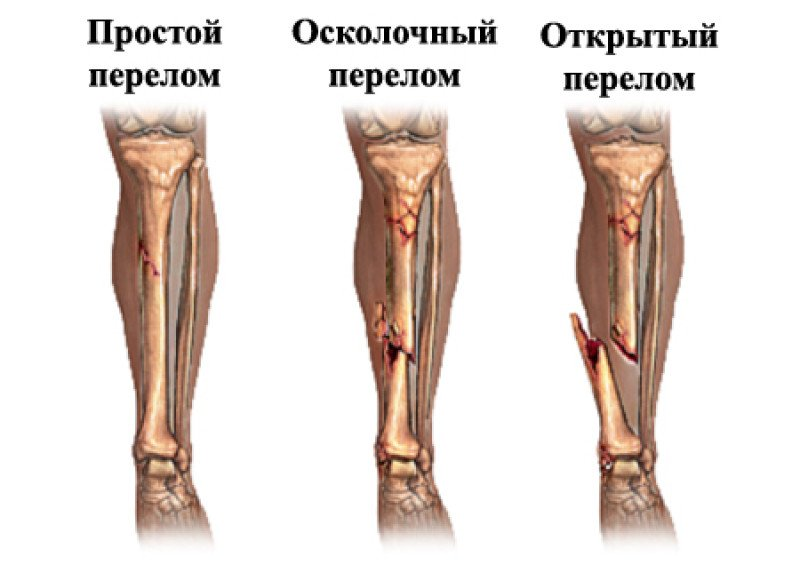 Простой
перелом
Осколочный
перелом
Открытый
перелом